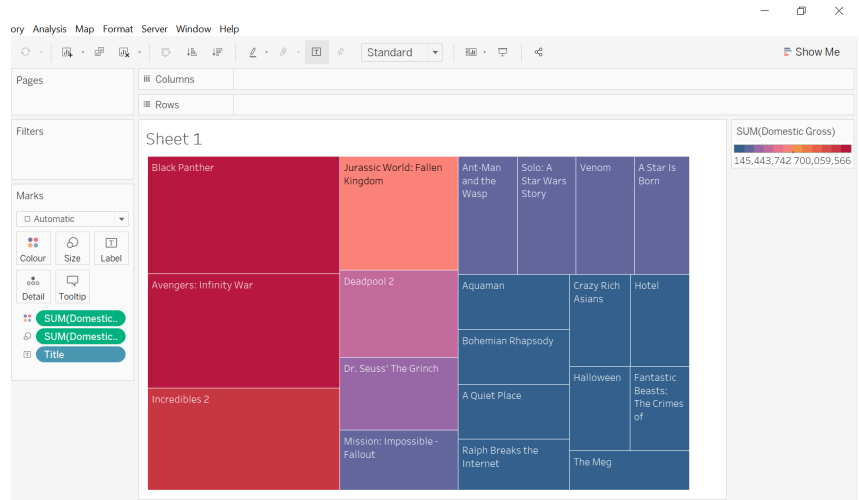 ory Analysis Map Format Server Window Help
Standard
Show Me
Pages
Columns
Rows
Filters
Marks
Automatic
Colour Size Label
Detail Tooltip
SUM(Domestic..
SUM(Domestic..
Title
Sheet 1
Black Panther
Avengers: Infinity War
Incredibles 2
Jurassic World: Fallen
Kingdom
Deadpool 2
Dr. Seuss' The Grinch
Mission: Impossible -
Fallout
Ant-Man
and the
Wasp
Solo: A
Star Wars
Story
Venom
A Star Is
Born
Aquaman
Bohemian Rhapsody
A Quiet Place
Ralph Breaks the
Internet
Crazy Rich
Asians
Hotel
Halloween
Fantastic
Beasts:
The Crimes
of
The Meg
SUM(Domestic Gross)
145,443,742 700,059,566